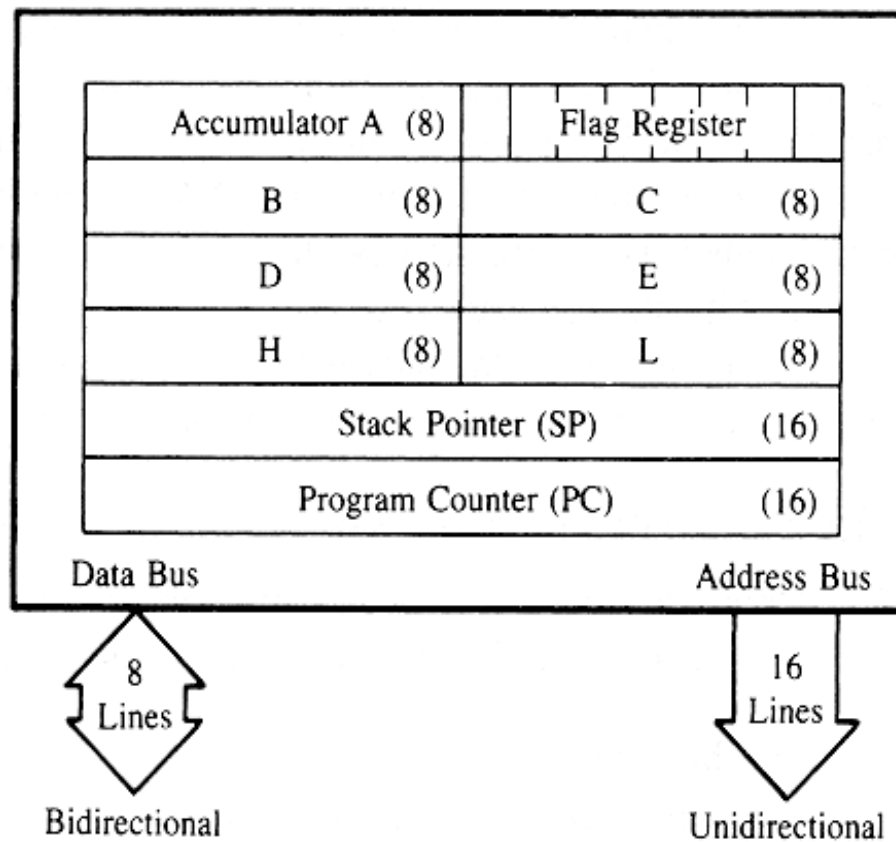 Accumulator A (8) Flag Register
B (8) C (8)
D (8) E (8)
H (8) L (8)
Stack Pointer (SP) (16)
Program Counter (PC) (16)
Data Bus Address Bus
8 16
Lines Lines
Bidirectional Unidirectional